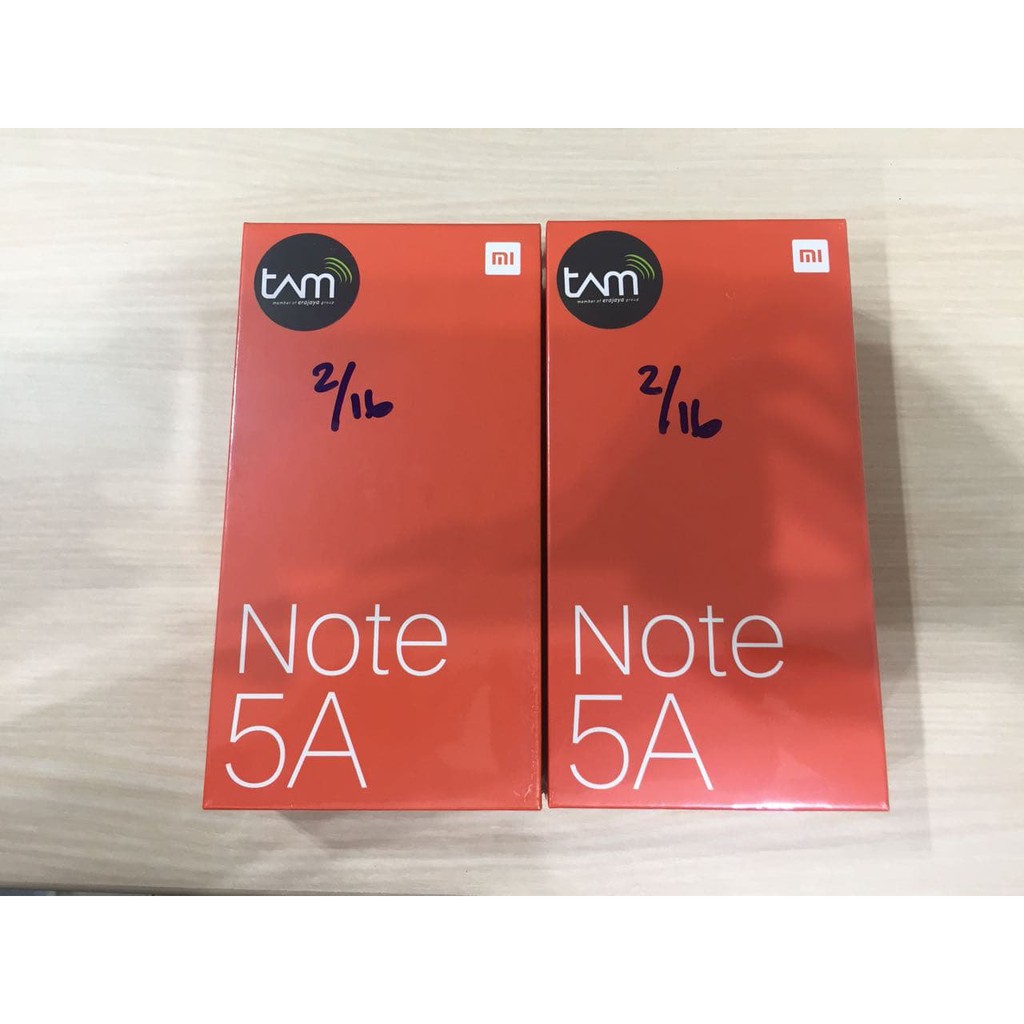 tam
member of erajaya group
mi
2/16
Note
5A
tam
member of erajaya group
mi
2/16
Note
5A